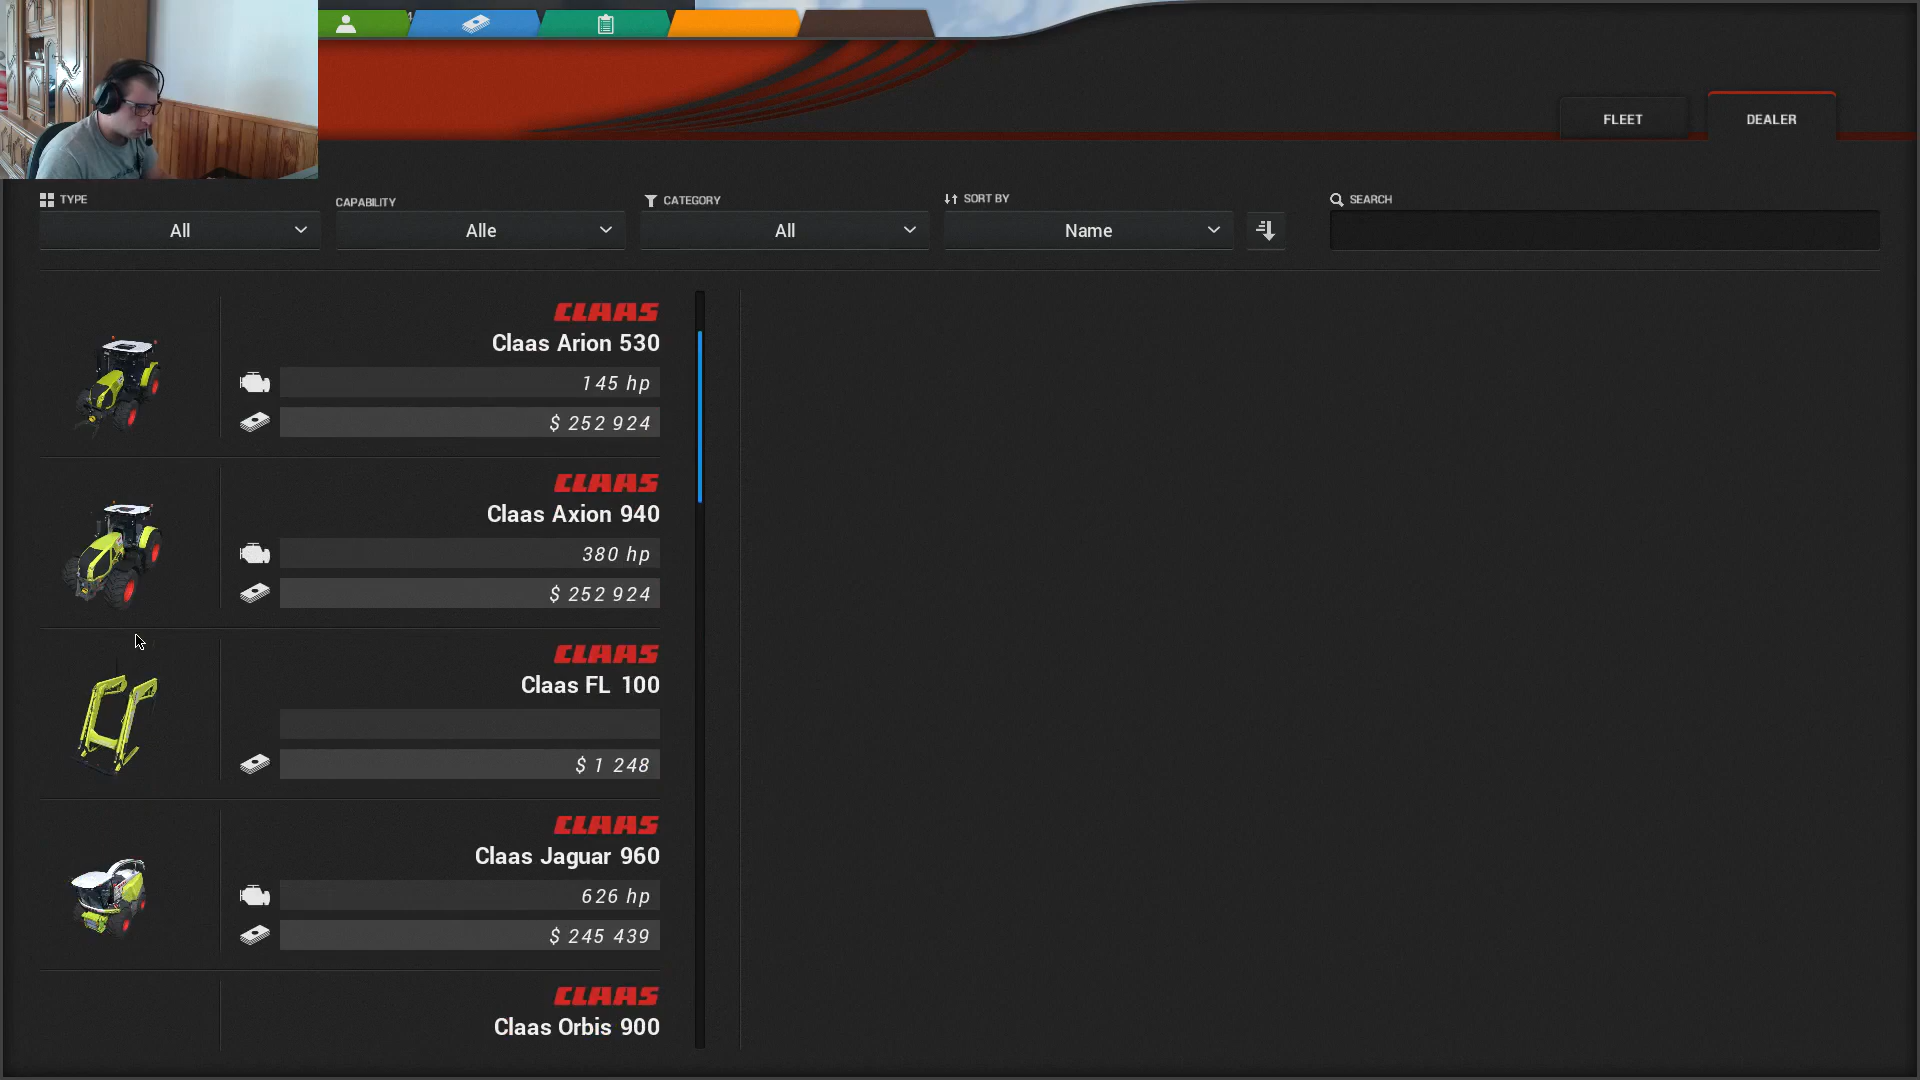 FLEET
DEALER
TYPE
CAPABILITY
CATEGORY
SORT BY
SEARCH
All
Alle
All
Name
CLAAS
Claas Arion 530
145 hp
$ 252 924
CLAAS
Claas Axion 940
380 hp
$ 252 924
CLAAS
Claas FL 100
$ 1 248
CLAAS
Claas Jaguar 960
626 hp
$ 245 439
CLAAS
Claas Orbis 900